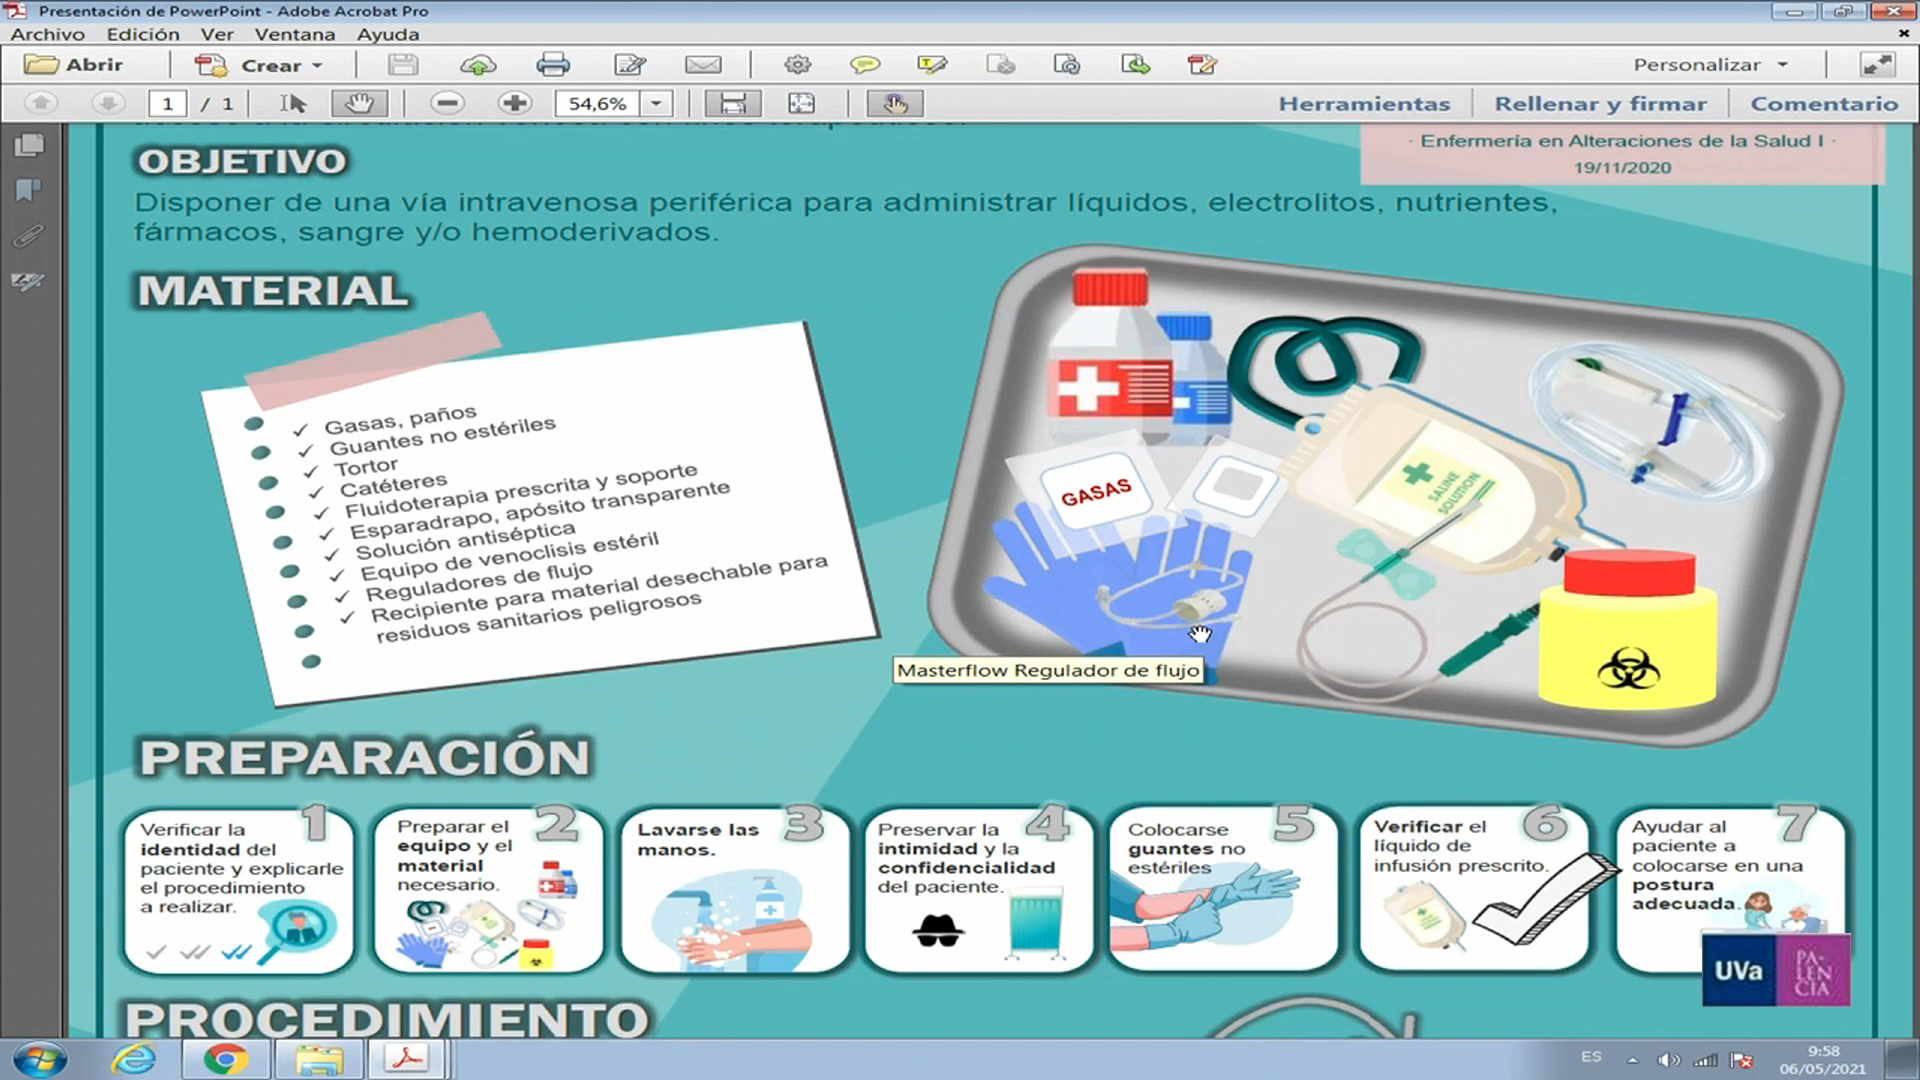 Presentación de PowerPoint - Adobe Acrobat Pro
Archivo Edición Ver Ventana Ayuda
Abrir Crear Personalizar
1 / 1 54,6% Herramientas Rellenar y firmar Comentario
· Enfermería en Alteraciones de la Salud I ·
19/11/2020
OBJETIVO
Disponer de una vía intravenosa periférica para administrar líquidos, electrolitos, nutrientes,
fármacos, sangre y/o hemoderivados.
MATERIAL
✓ Gasas, paños
✓ Guantes no estériles
✓ Tortor
✓ Catéteres
✓ Fluidoterapia prescrita y soporte
✓ Esparadrapo, apósito transparente
✓ Solución antiséptica
✓ Equipo de venoclisis estéril
✓ Reguladores de flujo
✓ Recipiente para material desechable para
residuos sanitarios peligrosos
GASAS
SALINE
SOLUTION
Masterflow Regulador de flujo
PREPARACIÓN
1
Verificar la
identidad del
paciente y explicarle
el procedimiento
a realizar.
2
Preparar el
equipo y el
material
necesario.
3
Lavarse las
manos.
4
Preservar la
intimidad y la
confidencialidad
del paciente.
5
Colocarse
guantes no
estériles
6
Verificar el
líquido de
infusión prescrito.
7
Ayudar al
paciente a
colocarse en una
postura
adecuada.
UVa
PA-
LEN
CIA
PROCEDIMIENTO
ES
9:58
06/05/2021